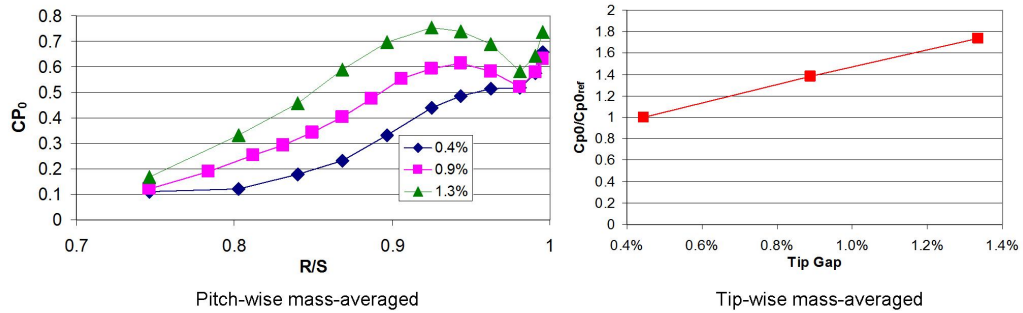 0.8
0.7
0.6
0.5
0.4
0.3
0.2
0.1
0
CP0
0.7 0.8 0.9 1
R/S
0.4%
0.9%
1.3%
Pitch-wise mass-averaged
2
1.8
1.6
1.4
1.2
1
0.8
0.6
0.4
0.2
0
Cp0/Cp0ref
0.4% 0.6% 0.8% 1.0% 1.2% 1.4%
Tip Gap
Tip-wise mass-averaged